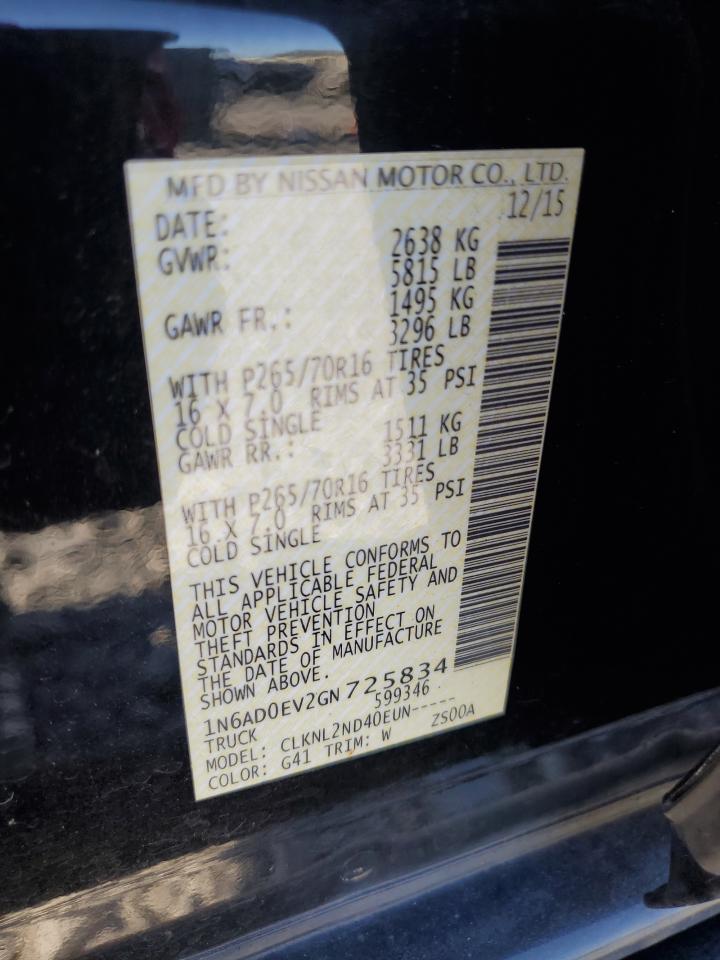 MFD BY NISSAN MOTOR CO., LTD.
DATE: 12/15
GVWR: 2638 KG
5815 LB
GAWR FR.: 1495 KG
3296 LB
WITH P265/70R16 TIRES
16 X 7.0 RIMS AT 35 PSI
COLD SINGLE
GAWR RR.: 1511 KG
3331 LB
WITH P265/70R16 TIRES
16 X 7.0 RIMS AT 35 PSI
COLD SINGLE
THIS VEHICLE CONFORMS TO
ALL APPLICABLE FEDERAL
MOTOR VEHICLE SAFETY AND
THEFT PREVENTION
STANDARDS IN EFFECT ON
THE DATE OF MANUFACTURE
SHOWN ABOVE.
1N6AD0EV2GN725834
TRUCK 599346
MODEL: CLKNL2ND40EUN-----
COLOR: G41 TRIM: W ZS00A